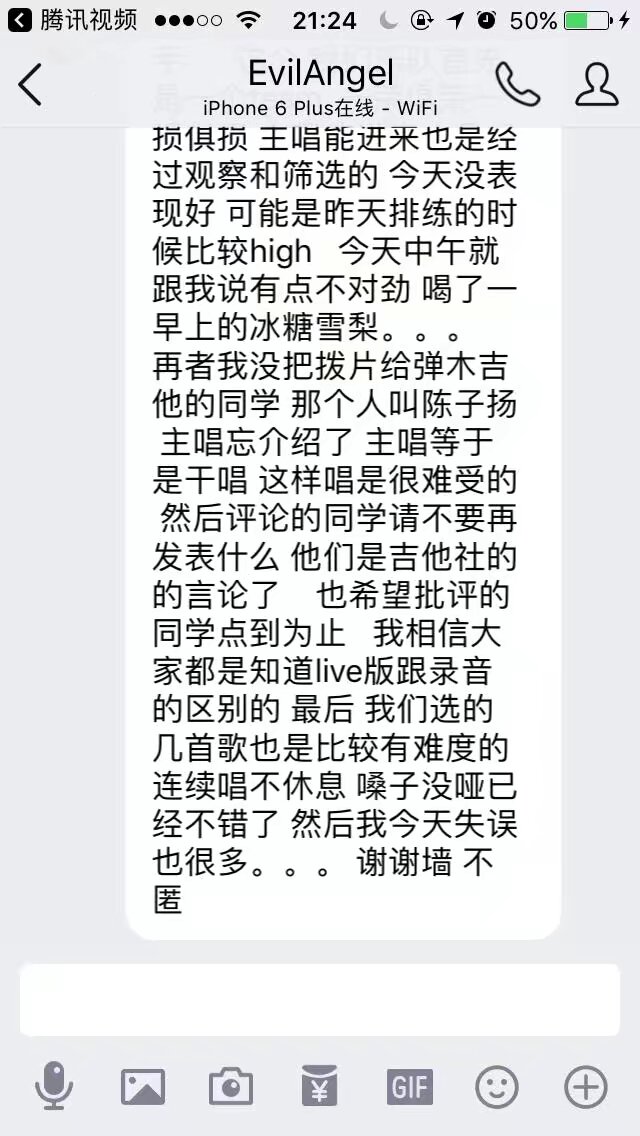 腾讯视频 21:24 50%
EvilAngel
iPhone 6 Plus在线 - WiFi
损俱损 主唱能进来也是经
过观察和筛选的 今天没表
现好 可能是昨天排练的时
候比较high 今天中午就
跟我说有点不对劲 喝了一
早上的冰糖雪梨。。。
再者我没把拨片给弹木吉
他的同学 那个人叫陈子扬
主唱忘介绍了 主唱等于
是干唱 这样唱是很难受的
然后评论的同学请不要再
发表什么 他们是吉他社的
的言论了 也希望批评的
同学点到为止 我相信大
家都是知道live版跟录音
的区别的 最后 我们选的
几首歌也是比较有难度的
连续唱不休息 嗓子没哑已
经不错了 然后我今天失误
也很多。。。 谢谢墙 不
匿
GIF